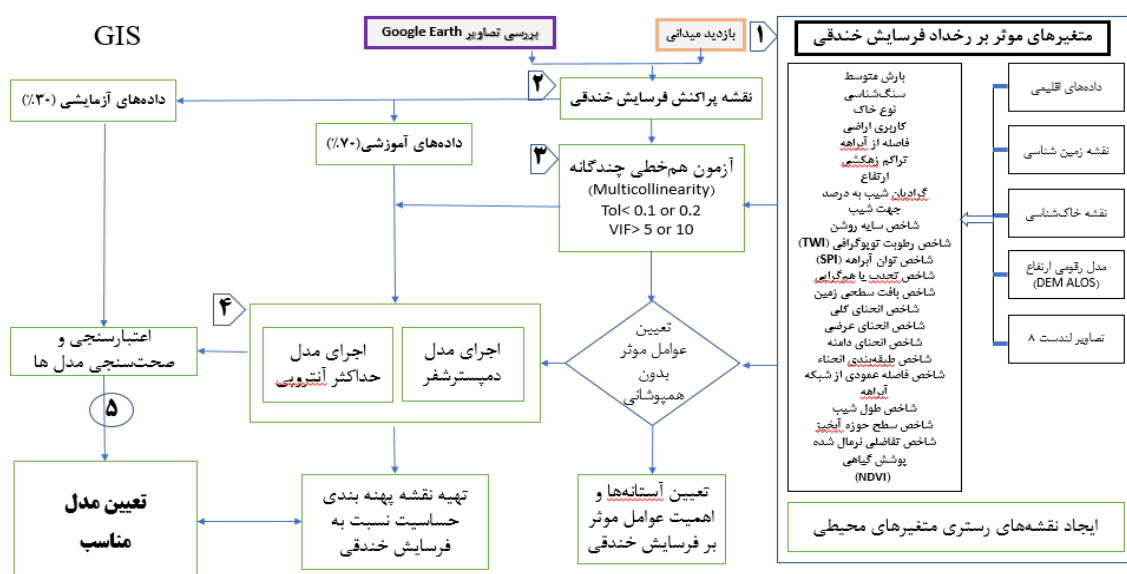 GIS
بررسی تصاویر Google Earth
بازدید میدانی
۱
متغیرهای موثر بر رخداد فرسایش خندقی
بارش متوسط
سنگ‌شناسی
نوع خاک
کاربری اراضی
فاصله از آبراهه
تراکم زهکشی
ارتفاع
گرادیان شیب به درصد
جهت شیب
شاخص سایه روشن
شاخص رطوبت توپوگرافی (TWI)
شاخص توان آبراهه (SPI)
شاخص تحدب یا همگرایی
شاخص بافت سطحی زمین
شاخص انحنای کلی
شاخص انحنای عرضی
شاخص انحنای دامنه
شاخص طبقه‌بندی انحناء
شاخص فاصله عمودی از شبکه
آبراهه
شاخص طول شیب
شاخص سطح حوزه آبخیز
شاخص تفاضلی نرمال شده
پوشش گیاهی
(NDVI)
داده‌های اقلیمی
نقشه زمین شناسی
نقشه خاک‌شناسی
مدل رقومی ارتفاع
(DEM ALOS)
تصاویر لندست ۸
ایجاد نقشه‌های رستری متغیرهای محیطی
۲
نقشه پراکنش فرسایش خندقی
داده‌های آموزشی(۷۰٪)
داده‌های آزمایشی (۳۰٪)
۳
آزمون هم‌خطی چندگانه
(Multicollinearity)
Tol< 0.1 or 0.2
VIF> 5 or 10
تعیین
عوامل موثر
بدون
همپوشانی
تعیین آستانه‌ها و
اهمیت عوامل موثر
بر فرسایش خندقی
۴
اجرای مدل
دمپسترشفر
اجرای مدل
حداکثر آنتروپی
تهیه نقشه پهنه بندی
حساسیت نسبت به
فرسایش خندقی
اعتبارسنجی و
صحت‌سنجی مدل ها
۵
تعیین مدل
مناسب